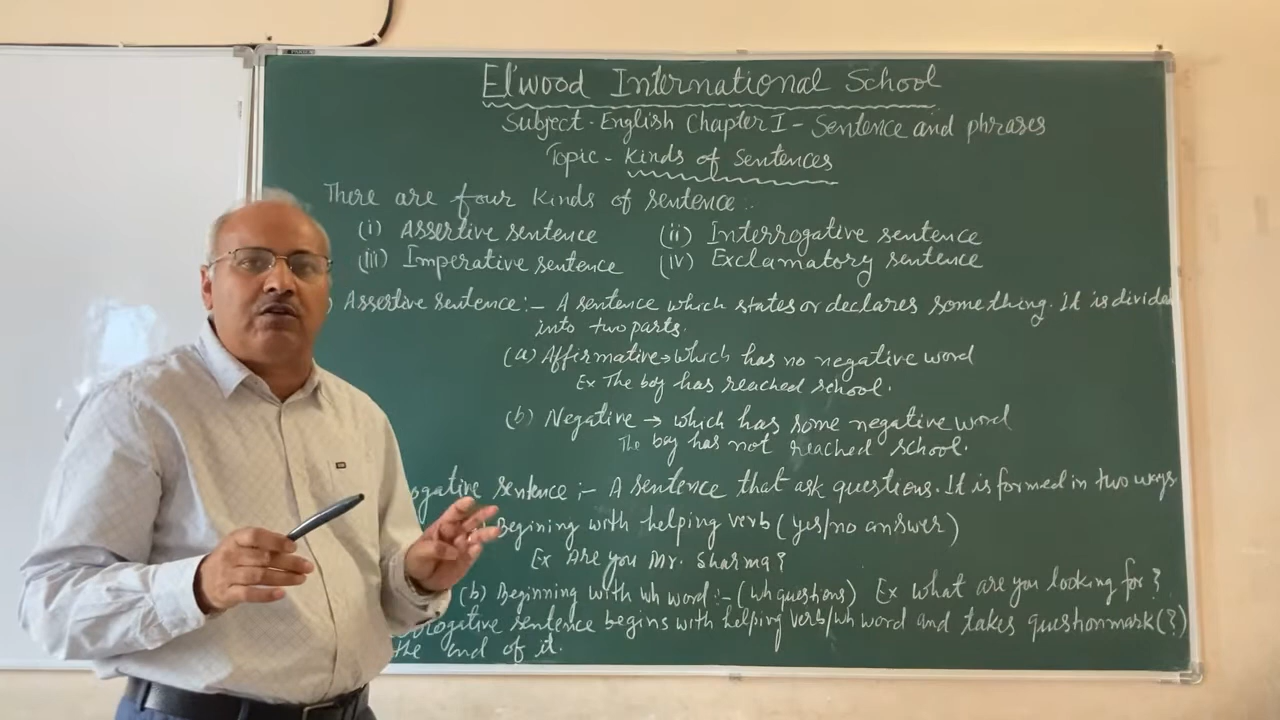 El'wood International School
Subject - English Chapter I - Sentence and phrases
Topic - Kinds of Sentences
There are four Kinds of sentence :
(i) Assertive sentence (ii) Interrogative sentence
(iii) Imperative sentence (iv) Exclamatory sentence
) Assertive sentence :- A sentence which states or declares something. It is divided
into two parts.
(a) Affirmative → which has no negative word
Ex The boy has reached school.
(b) Negative → which has some negative word
The boy has not reached school.
ogative sentence :- A sentence that ask questions. It is formed in two ways
Begining with helping verb (yes/no answer)
Ex Are you Mr. Sharma?
(b) Beginning with wh word :- (wh questions) Ex what are you looking for?
rogative sentence begins with helping verb/wh word and takes question mark (?)
the end of it.